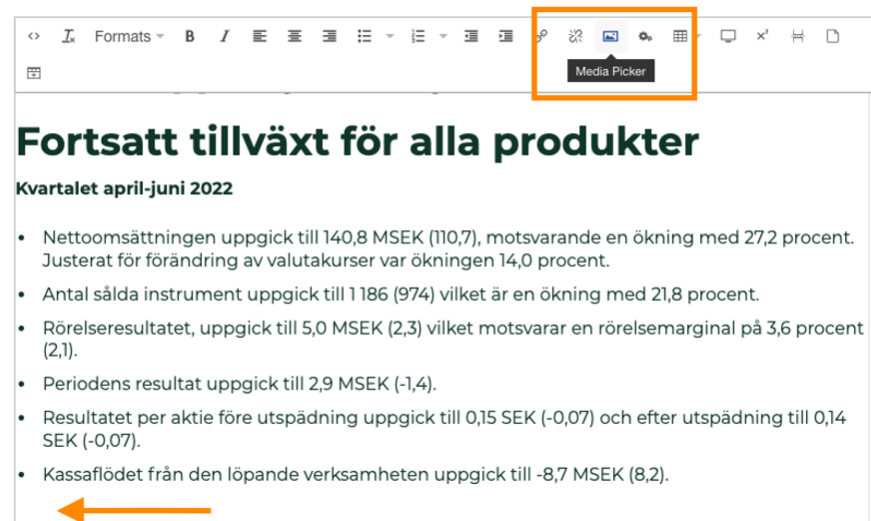 Formats
Media Picker
Fortsatt tillväxt för alla produkter
Kvartalet april-juni 2022
• Nettoomsättningen uppgick till 140,8 MSEK (110,7), motsvarande en ökning med 27,2 procent.
Justerat för förändring av valutakurser var ökningen 14,0 procent.
• Antal sålda instrument uppgick till 1 186 (974) vilket är en ökning med 21,8 procent.
• Rörelseresultatet, uppgick till 5,0 MSEK (2,3) vilket motsvarar en rörelsemarginal på 3,6 procent
(2,1).
• Periodens resultat uppgick till 2,9 MSEK (-1,4).
• Resultatet per aktie före utspädning uppgick till 0,15 SEK (-0,07) och efter utspädning till 0,14
SEK (-0,07).
• Kassaflödet från den löpande verksamheten uppgick till -8,7 MSEK (8,2).